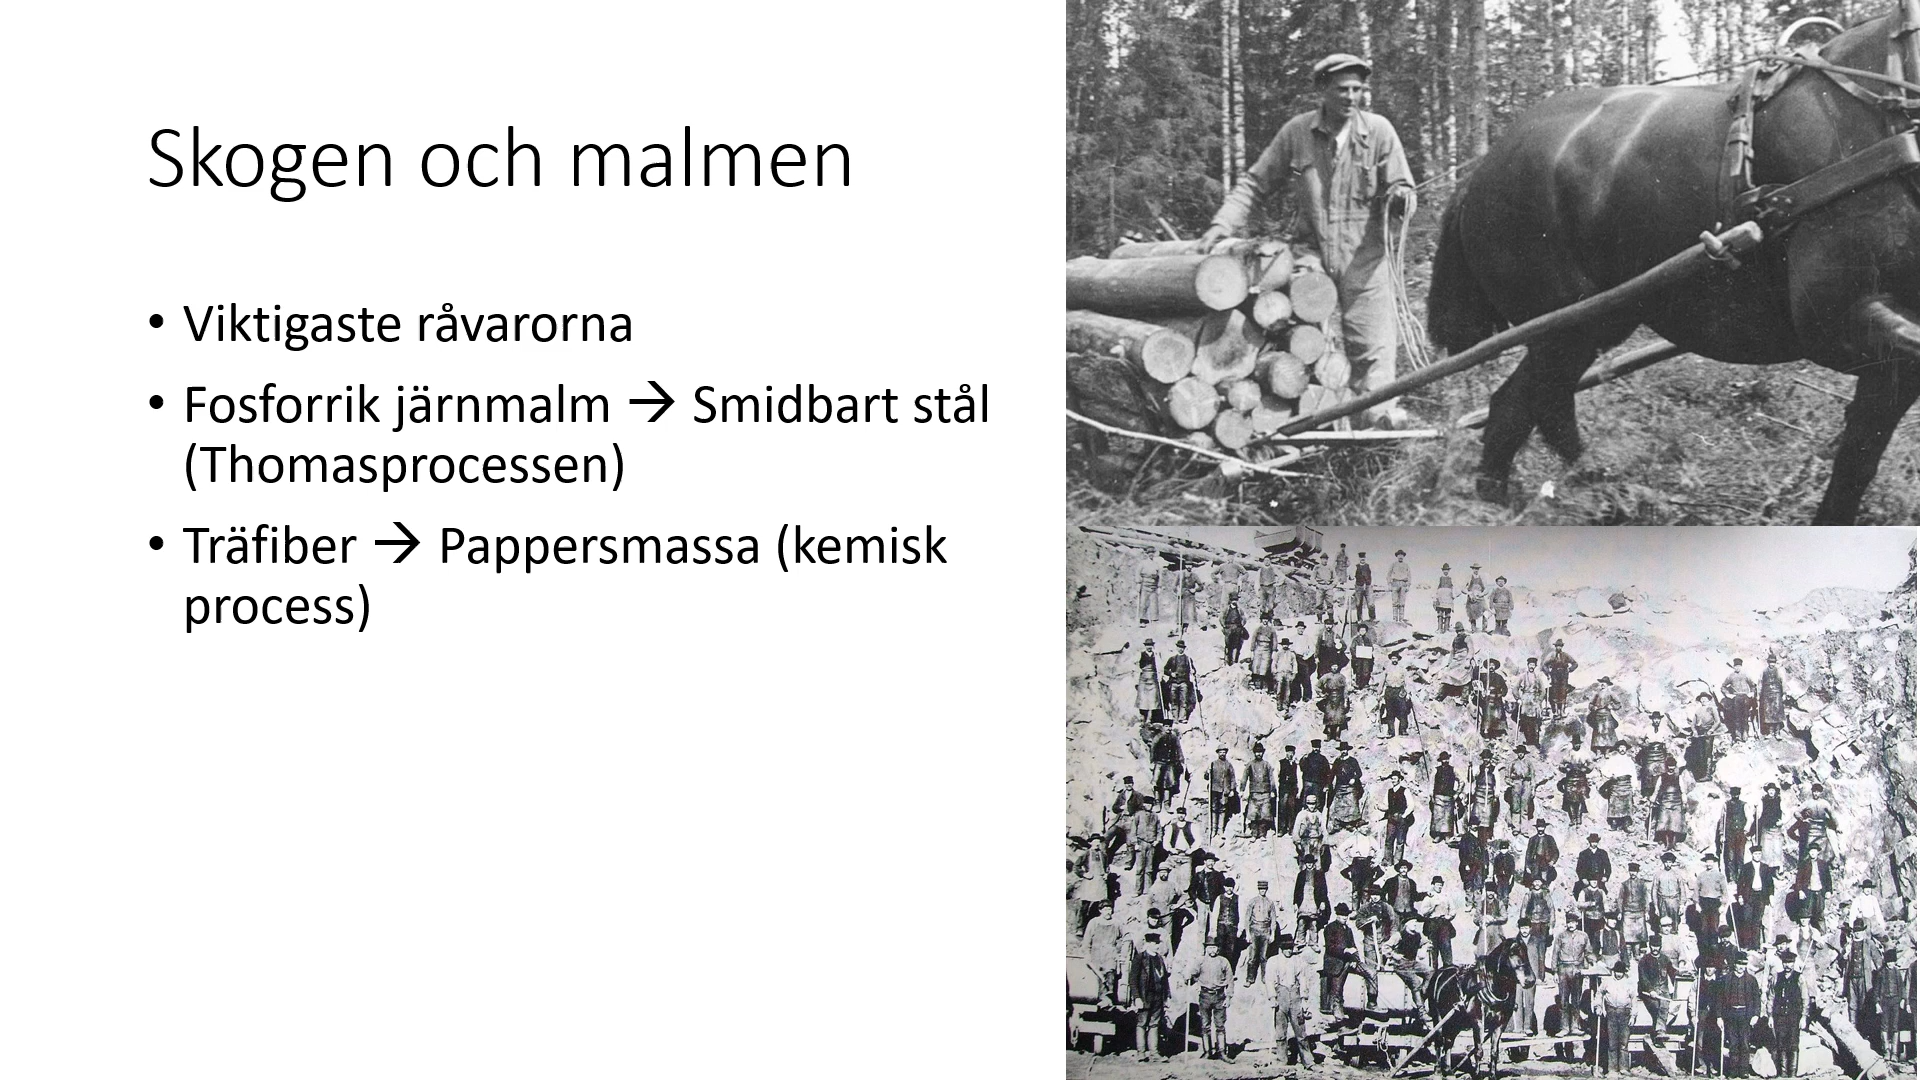 Skogen och malmen
• Viktigaste råvarorna
• Fosforrik järnmalm → Smidbart stål
(Thomasprocessen)
• Träfiber → Pappersmassa (kemisk
process)